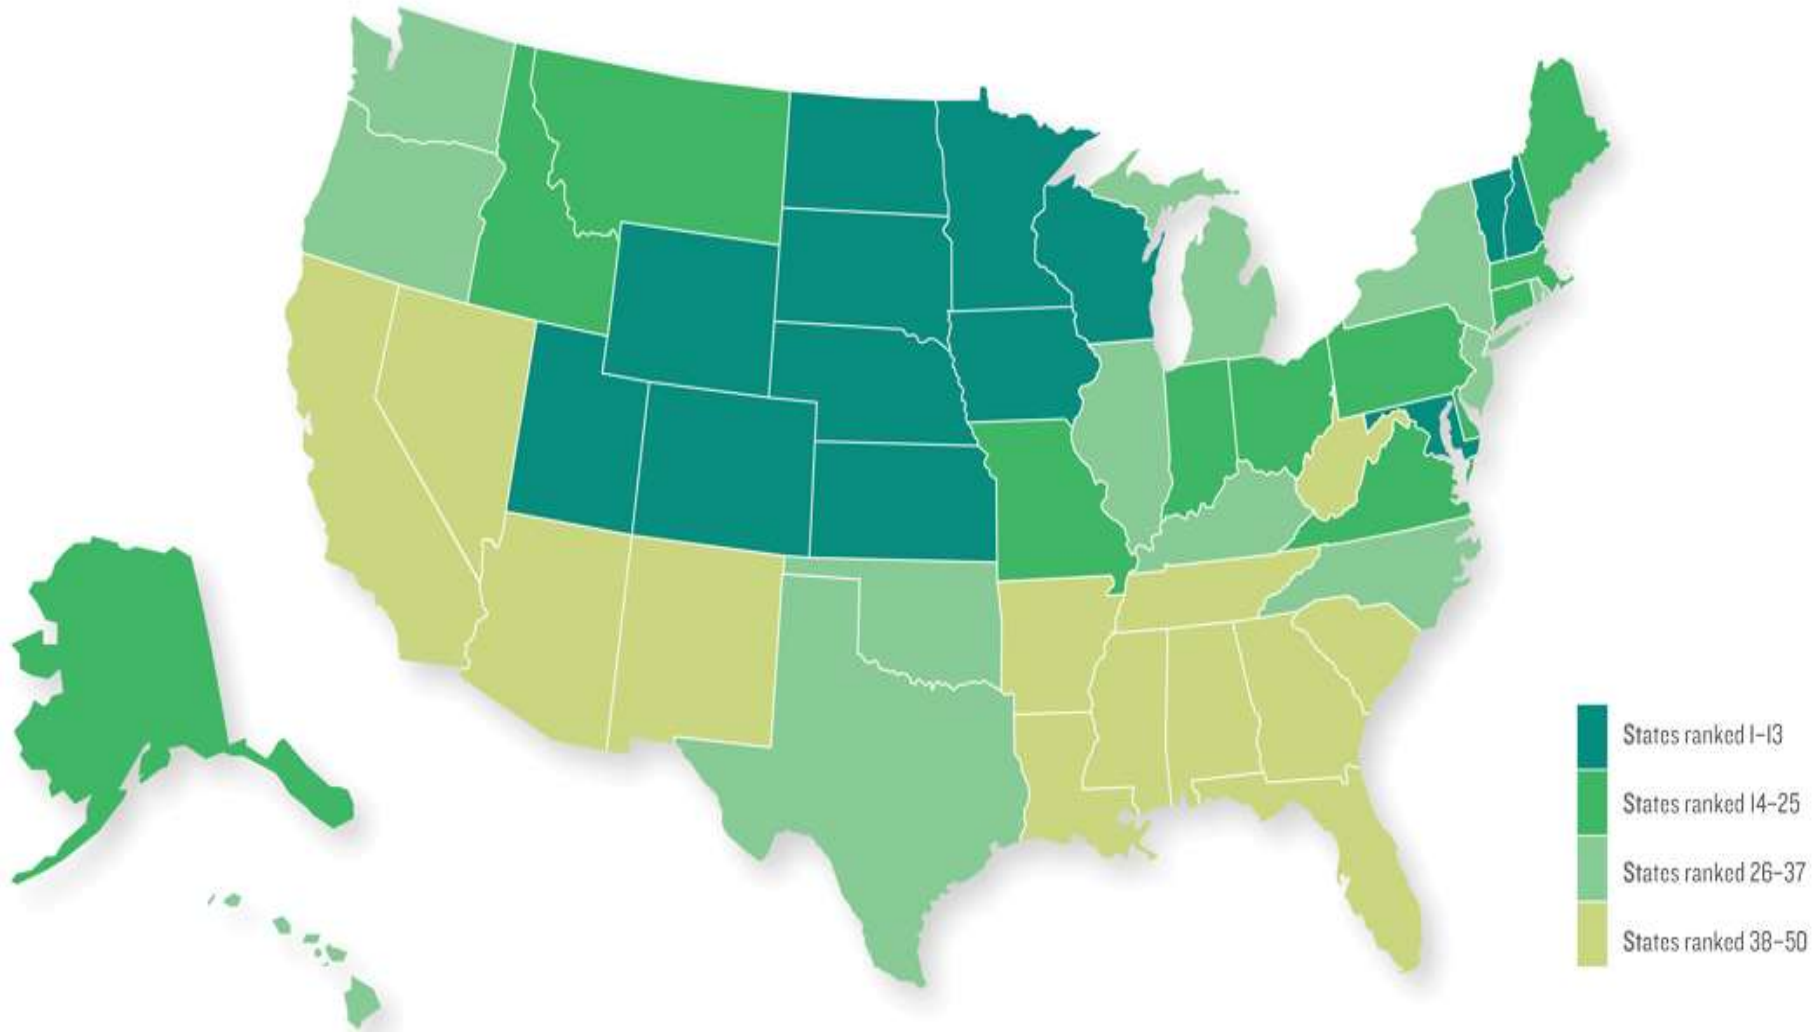 States ranked 1-13
States ranked 14-25
States ranked 26-37
States ranked 38-50